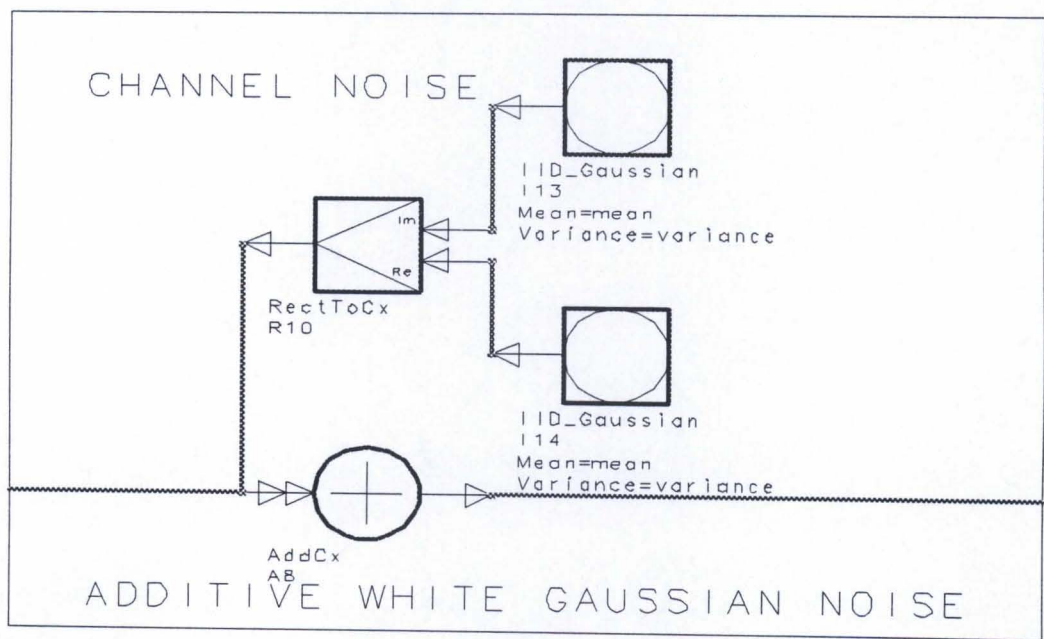 CHANNEL NOISE
IID_Gaussian
I13
Mean=mean
Variance=variance
Im
Re
RectToCx
R10
IID_Gaussian
I14
Mean=mean
Variance=variance
AddCx
A8
ADDITIVE WHITE GAUSSIAN NOISE